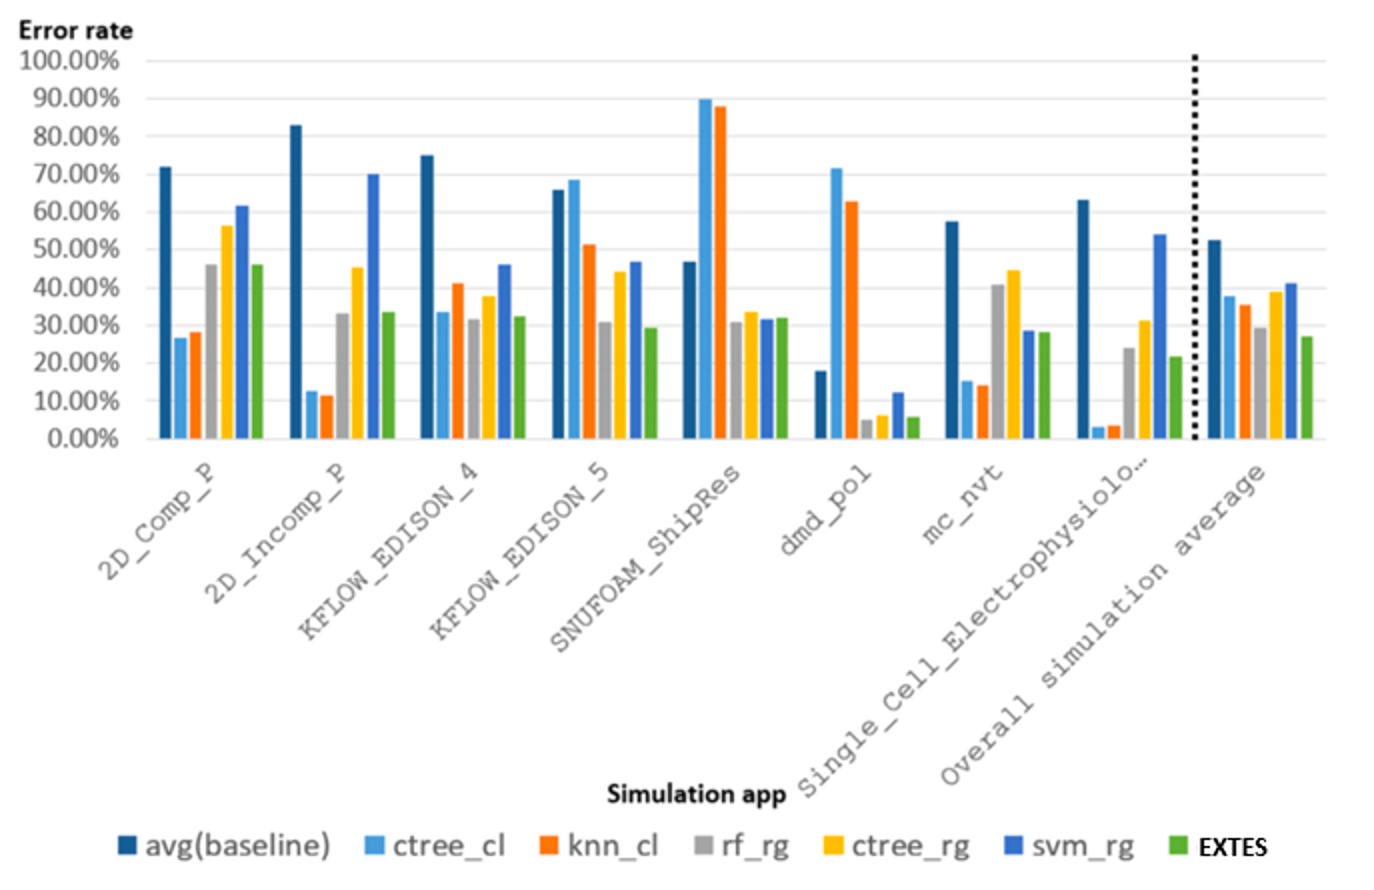 Error rate
100.00%
90.00%
80.00%
70.00%
60.00%
50.00%
40.00%
30.00%
20.00%
10.00%
0.00%
2D_Comp_P
2D_Incomp_P
KFLOW_EDISON_4
KFLOW_EDISON_5
SNUFOAM_ShipRes
dmd_pol
mc_nvt
Single_Cell_Electrophysiolo…
Overall simulation average
Simulation app
avg(baseline) ctree_cl knn_cl rf_rg ctree_rg svm_rg EXTES